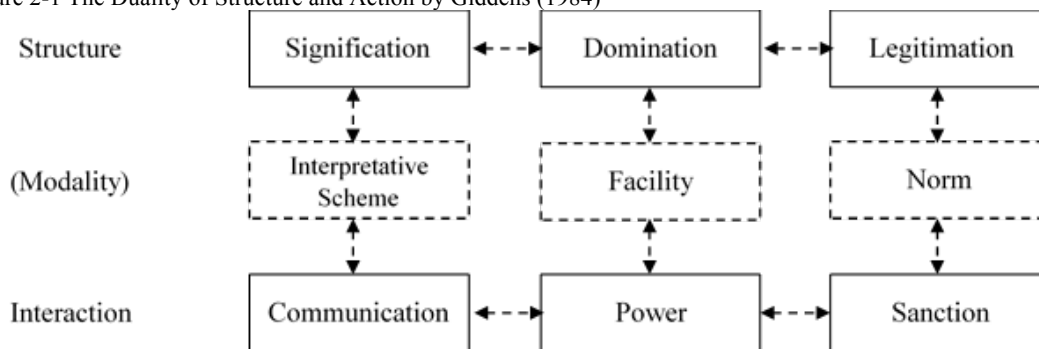 2-1 The Duality of Structure and Action by Giddens (1984)
Structure
Signification
Domination
Legitimation
(Modality)
Interpretative
Scheme
Facility
Norm
Interaction
Communication
Power
Sanction